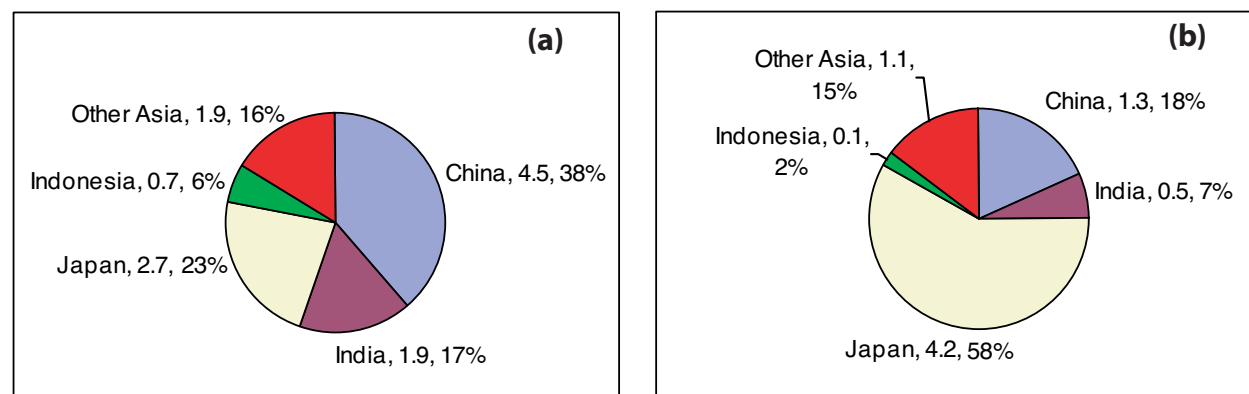 (a)
Other Asia, 1.9, 16%
Indonesia, 0.7, 6%
China, 4.5, 38%
Japan, 2.7, 23%
India, 1.9, 17%
(b)
Other Asia, 1.1,
15%
China, 1.3, 18%
Indonesia, 0.1,
2%
India, 0.5, 7%
Japan, 4.2, 58%